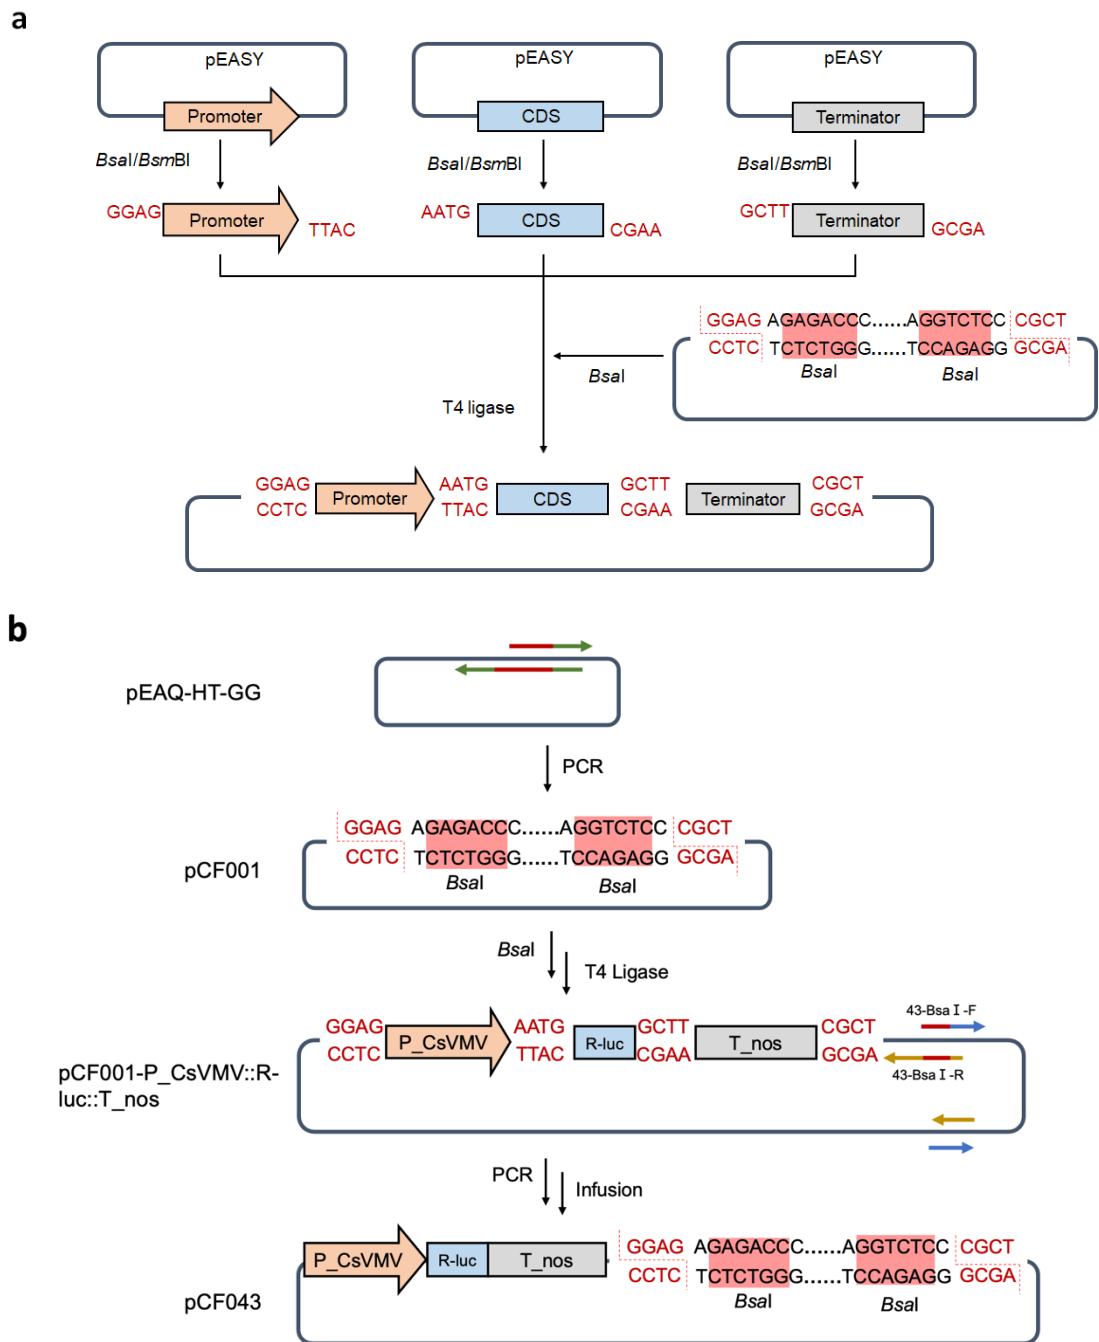 a
pEASY pEASY pEASY
Promoter CDS Terminator
BsaI/BsmBI BsaI/BsmBI BsaI/BsmBI
GGAG Promoter TTAC AATG CDS CGAA GCTT Terminator GCGA
GGAG AGAGACCC......AGGTCTCC CGCT
CCTC TCTCTGGG......TCCAGAGG GCGA
BsaI BsaI
BsaI
T4 ligase
GGAG AATG GCTT CGCT
Promoter CDS Terminator
CCTC TTAC CGAA GCGA
b
pEAQ-HT-GG
PCR
GGAG AGAGACCC......AGGTCTCC CGCT
CCTC TCTCTGGG......TCCAGAGG GCGA
pCF001
BsaI BsaI
BsaI
T4 Ligase
43-Bsa I -F
GGAG AATG GCTT CGCT
P_CsVMV R-luc T_nos
CCTC TTAC CGAA GCGA
43-Bsa I -R
pCF001-P_CsVMV::R-
luc::T_nos
PCR
Infusion
P_CsVMV R-luc T_nos
GGAG AGAGACCC......AGGTCTCC CGCT
CCTC TCTCTGGG......TCCAGAGG GCGA
BsaI BsaI
pCF043